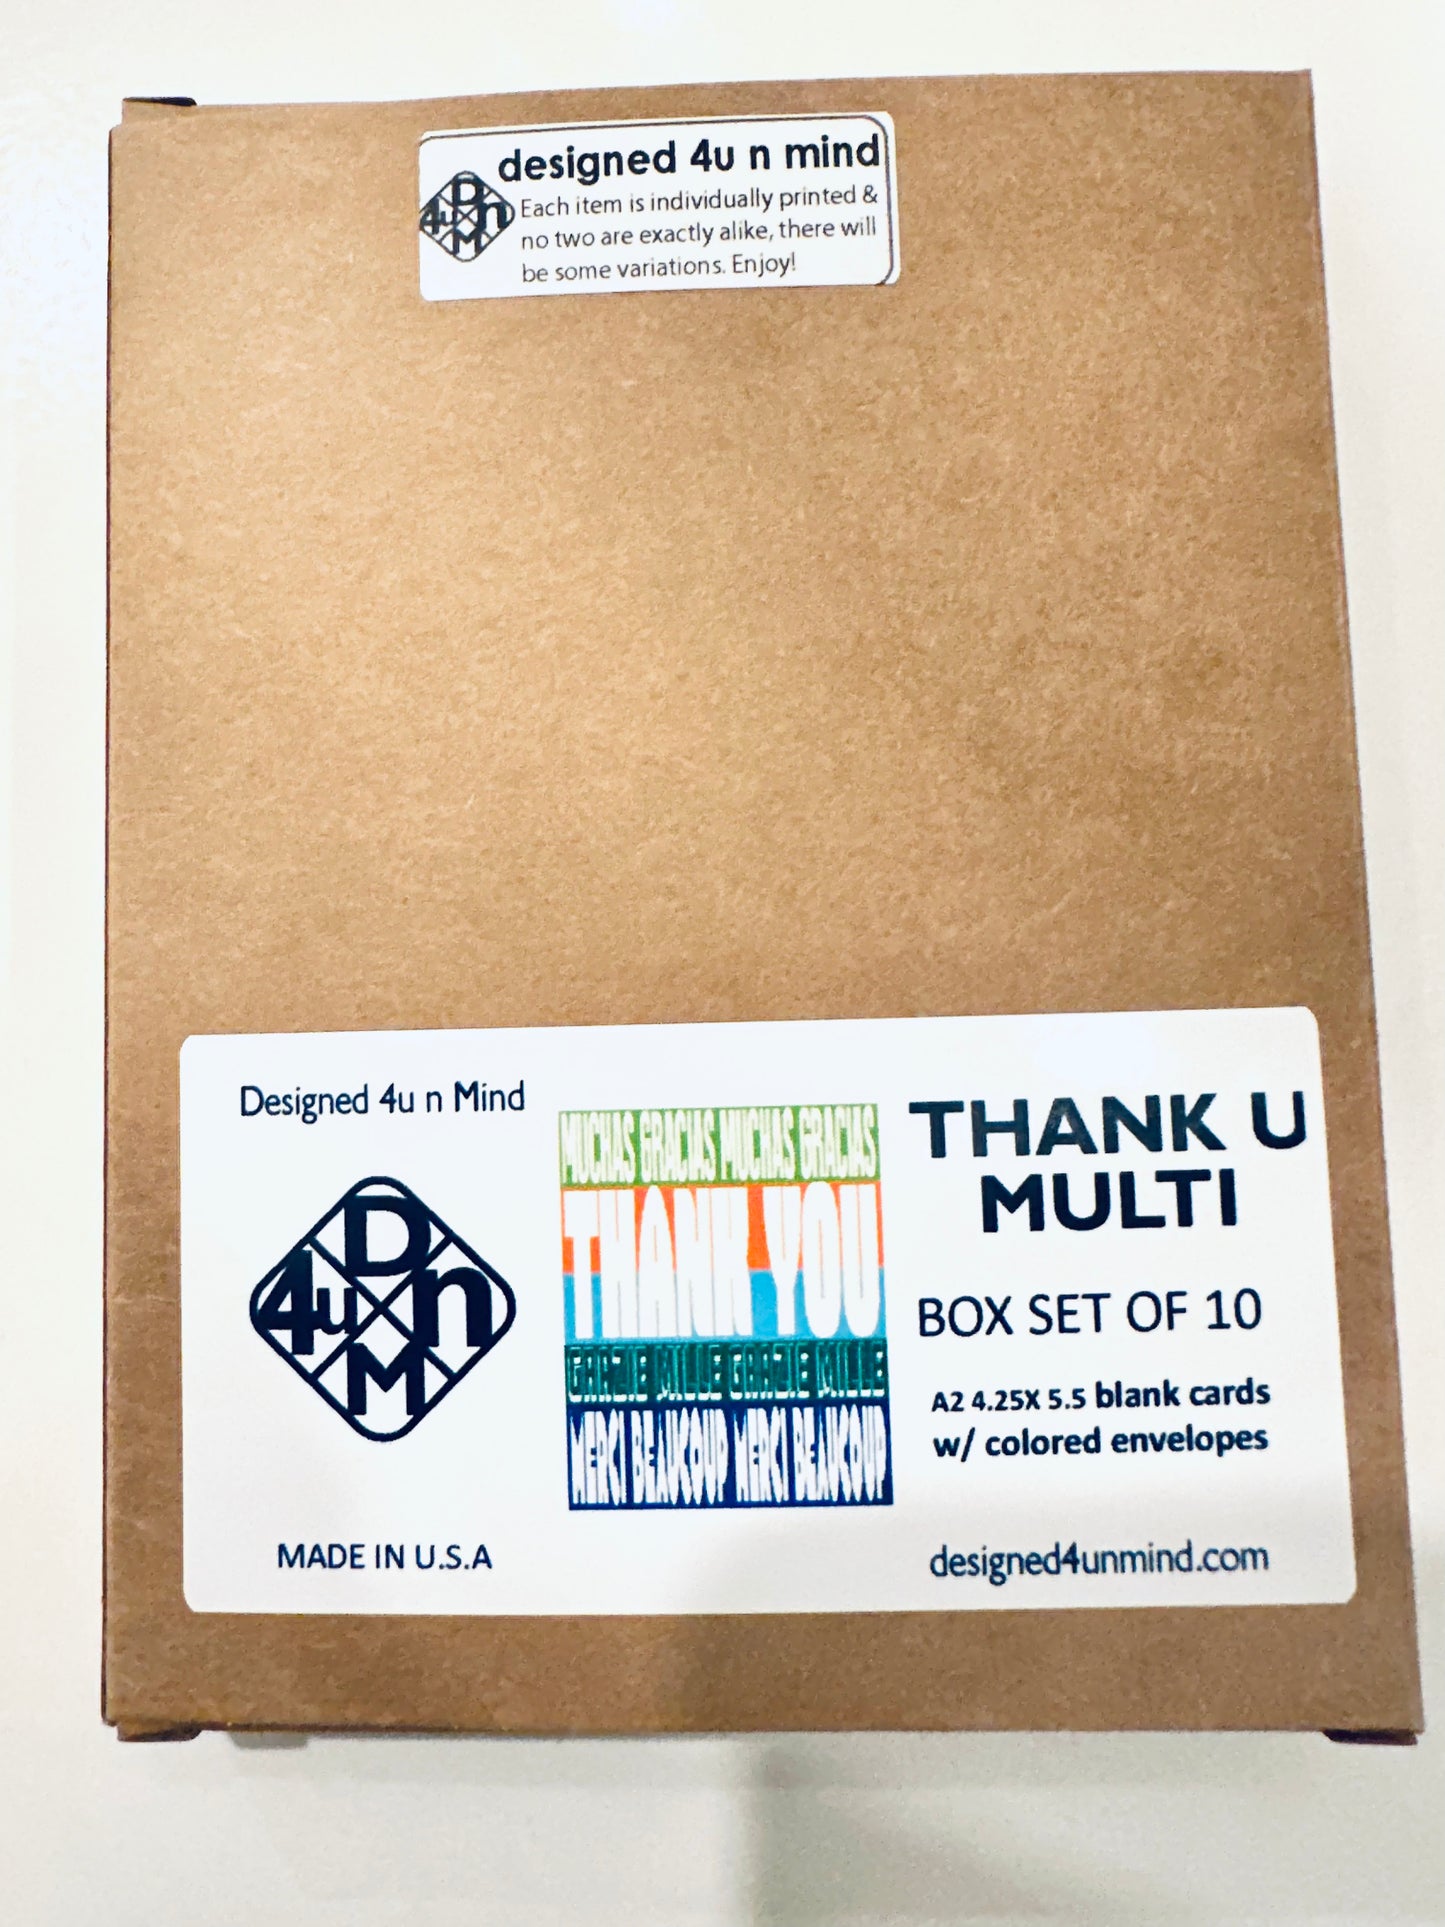 designed 4u n mind
D
4u n
M
Each item is individually printed &
no two are exactly alike, there will
be some variations. Enjoy!
Designed 4u n Mind
D
4u n
M
MADE IN U.S.A
MUCHAS GRACIAS MUCHAS GRACIAS
THANK YOU
GRAZIE MILLE GRAZIE MILLE
MERCI BEAUCOUP MERCI BEAUCOUP
THANK U
MULTI
BOX SET OF 10
A2 4.25X 5.5 blank cards
w/ colored envelopes
designed4unmind.com